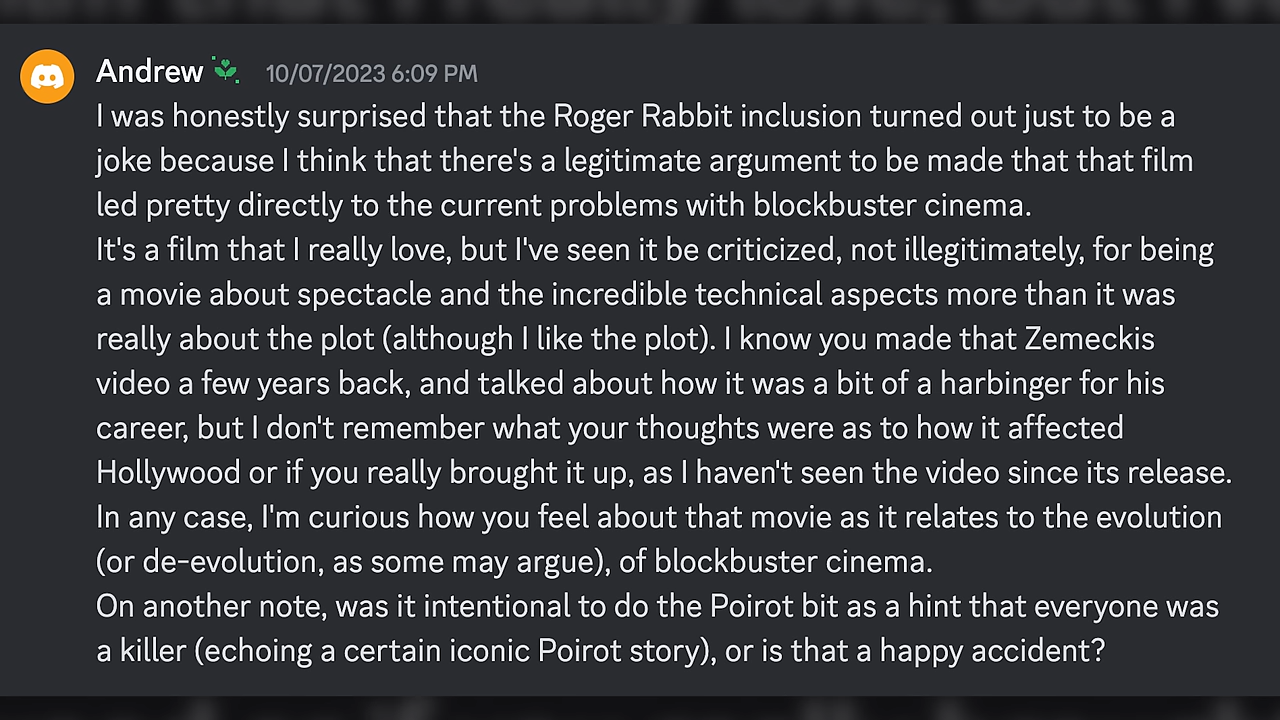 Andrew 10/07/2023 6:09 PM
I was honestly surprised that the Roger Rabbit inclusion turned out just to be a
joke because I think that there's a legitimate argument to be made that that film
led pretty directly to the current problems with blockbuster cinema.
It's a film that I really love, but I've seen it be criticized, not illegitimately, for being
a movie about spectacle and the incredible technical aspects more than it was
really about the plot (although I like the plot). I know you made that Zemeckis
video a few years back, and talked about how it was a bit of a harbinger for his
career, but I don't remember what your thoughts were as to how it affected
Hollywood or if you really brought it up, as I haven't seen the video since its release.
In any case, I'm curious how you feel about that movie as it relates to the evolution
(or de-evolution, as some may argue), of blockbuster cinema.
On another note, was it intentional to do the Poirot bit as a hint that everyone was
a killer (echoing a certain iconic Poirot story), or is that a happy accident?